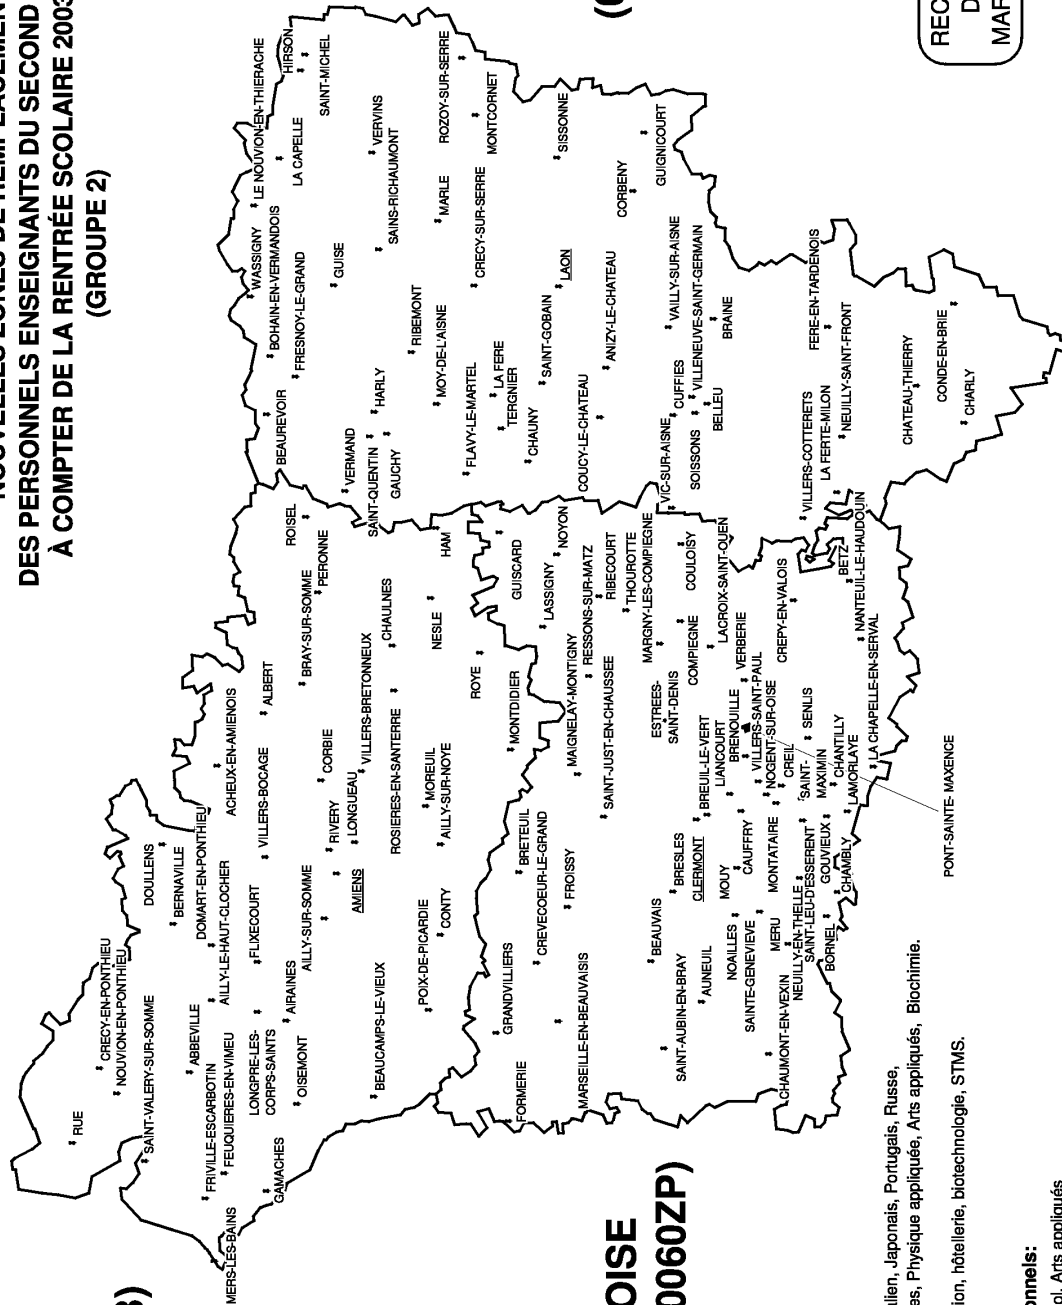 DES PERSONNELS ENSEIGNANTS DU SECOND
À COMPTER DE LA RENTRÉE SCOLAIRE 2003
(GROUPE 2)
REC
D
MAR
RUE
CRECY-EN-PONTHIEU
NOUVION-EN-PONTHIEU
SAINT-VALERY-SUR-SOMME
DOULLENS
BERNAVILLE
DOMART-EN-PONTHIEU
ACHEUX-EN-AMIENOIS
ABBEVILLE
AILLY-LE-HAUT-CLOCHER
FRIVILLE-ESCARBOTIN
FEUQUIERES-EN-VIMEU
MERS-LES-BAINS
GAMACHES
LONGPRE-LES-
CORPS-SAINTS
FLIXECOURT
VILLERS-BOCAGE
ALBERT
OISEMONT
AIRAINES
AILLY-SUR-SOMME
RIVERY
CORBIE
BRAY-SUR-SOMME
PERONNE
ROISEL
AMIENS
LONGUEAU
VILLERS-BRETONNEUX
CHAULNES
BEAUCAMPS-LE-VIEUX
ROSIERES-EN-SANTERRE
POIX-DE-PICARDIE
CONTY
AILLY-SUR-NOYE
MOREUIL
NESLE
HAM
ROYE
MONTDIDIER
WASSIGNY
LE NOUVION-EN-THIERACHE
HIRSON
SAINT-MICHEL
LA CAPELLE
BOHAIN-EN-VERMANDOIS
FRESNOY-LE-GRAND
BEAUREVOIR
GUISE
VERVINS
SAINS-RICHAUMONT
VERMAND
SAINT-QUENTIN
GAUCHY
HARLY
RIBEMONT
MOY-DE-L'AISNE
MARLE
ROZOY-SUR-SERRE
MONTCORNET
CRECY-SUR-SERRE
FLAVY-LE-MARTEL
LA FERE
TERGNIER
CHAUNY
SAINT-GOBAIN
LAON
SISSONNE
COUCY-LE-CHATEAU
ANIZY-LE-CHATEAU
CORBENY
GUIGNICOURT
VIC-SUR-AISNE
CUFFIES
SOISSONS
VILLENEUVE-SAINT-GERMAIN
BELLEU
VAILLY-SUR-AISNE
BRAINE
VILLERS-COTTERETS
LA FERTE-MILON
NEUILLY-SAINT-FRONT
FERE-EN-TARDENOIS
CHATEAU-THIERRY
CONDE-EN-BRIE
CHARLY
FORMERIE
GRANDVILLIERS
MARSEILLE-EN-BEAUVAISIS
CREVECOEUR-LE-GRAND
BRETEUIL
FROISSY
MAIGNELAY-MONTIGNY
SAINT-JUST-EN-CHAUSSEE
RESSONS-SUR-MATZ
LASSIGNY
GUISCARD
NOYON
RIBECOURT
THOUROTTE
MARGNY-LES-COMPIEGNE
COMPIEGNE
COULOISY
LACROIX-SAINT-OUEN
ESTREES-
SAINT-DENIS
BEAUVAIS
SAINT-AUBIN-EN-BRAY
AUNEUIL
BRESLES
CLERMONT
BREUIL-LE-VERT
LIANCOURT
BRENOUILLE
VERBERIE
VILLERS-SAINT-PAUL
NOGENT-SUR-OISE
CREIL
MOUY
CAUFFRY
NOAILLES
SAINTE-GENEVIEVE
MERU
MONTATAIRE
CHAUMONT-EN-VEXIN
NEUILLY-EN-THELLE
SAINT-LEU-D'ESSERENT
BORNEL
GOUVIEUX
CHAMBLY
SAINT-
MAXIMIN
CHANTILLY
LAMORLAYE
SENLIS
CREPY-EN-VALOIS
BETZ
NANTEUIL-LE-HAUDOUIN
LA CHAPELLE-EN-SERVAL
PONT-SAINTE- MAXENCE
OISE
0060ZP)
lien, Japonais, Portugais, Russe,
es, Physique appliquée, Arts appliqués, Biochimie.
ion, hôtellerie, biotechnologie, STMS.
onnels:
ol, Arts appliqués